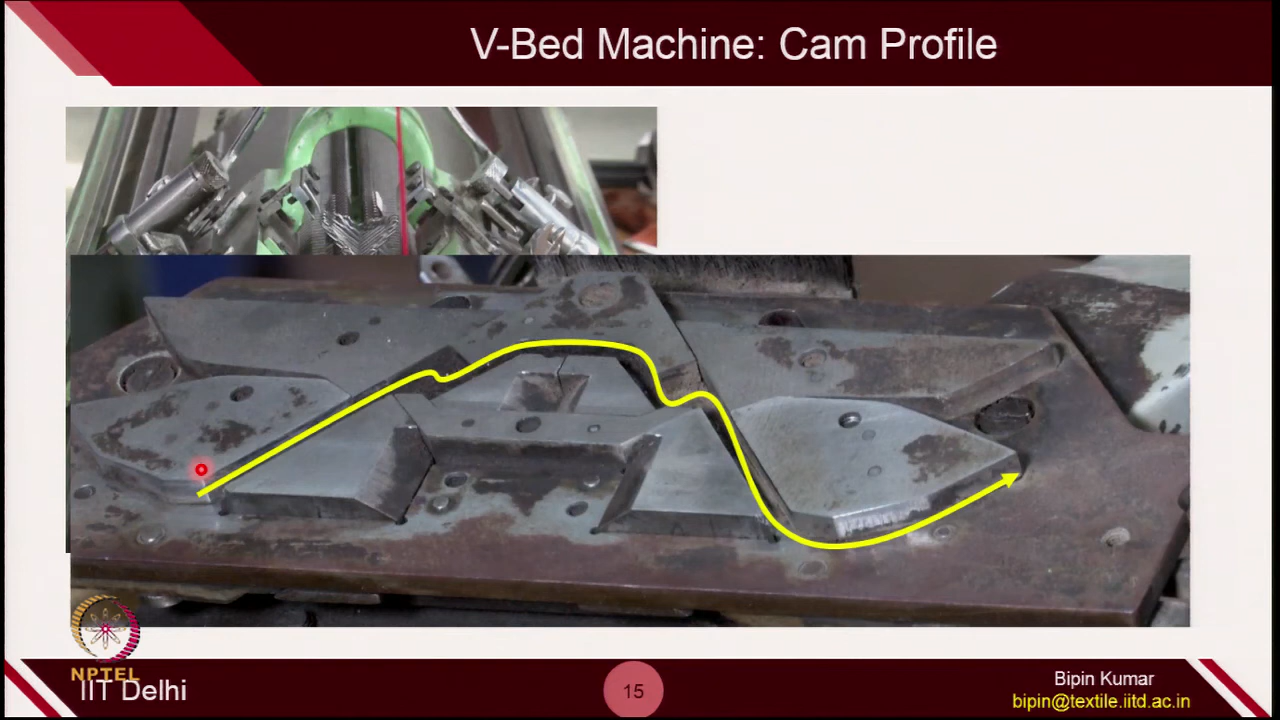 V-Bed Machine: Cam Profile
NPTEL
IIT Delhi
15
Bipin Kumar
bipin@textile.iitd.ac.in